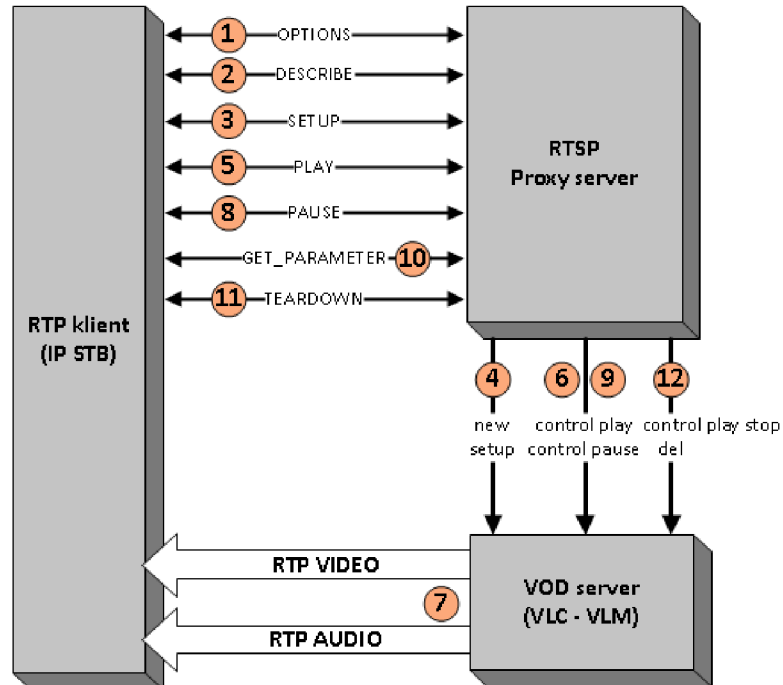 1 OPTIONS
2 DESCRIBE
3 SETUP
5 PLAY
8 PAUSE
GET_PARAMETER 10
11 TEARDOWN
RTSP
Proxy server
RTP klient
(IP STB)
4 6 9 12
new control play control play stop
setup control pause del
RTP VIDEO
7
RTP AUDIO
VOD server
(VLC - VLM)